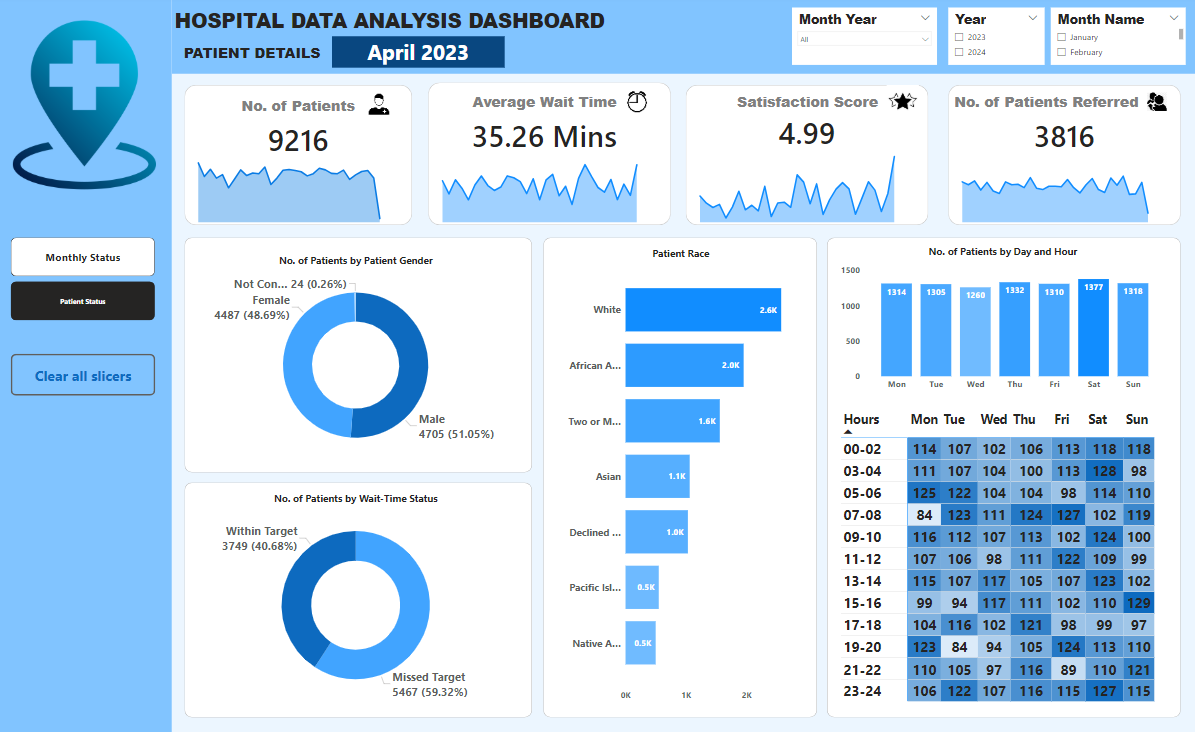 HOSPITAL DATA ANALYSIS DASHBOARD
PATIENT DETAILS
April 2023
Month Year
All
Year
2023
2024
Month Name
January
February
Monthly Status
Patient Status
Clear all slicers
No. of Patients
9216
Average Wait Time
35.26 Mins
Satisfaction Score
4.99
No. of Patients Referred
3816
No. of Patients by Patient Gender
Not Con... 24 (0.26%)
Female
4487 (48.69%)
Male
4705 (51.05%)
No. of Patients by Wait-Time Status
Within Target
3749 (40.68%)
Missed Target
5467 (59.32%)
Patient Race
White 2.6K
African A... 2.0K
Two or M... 1.6K
Asian 1.1K
Declined ... 1.0K
Pacific Isl... 0.5K
Native A... 0.5K
0K 1K 2K
No. of Patients by Day and Hour
1500
1000
500
0
1314 1305 1260 1332 1310 1377 1318
Mon Tue Wed Thu Fri Sat Sun
Hours Mon Tue Wed Thu Fri Sat Sun
00-02 114 107 102 106 113 118 118
03-04 111 107 104 100 113 128 98
05-06 125 122 104 104 98 114 110
07-08 84 123 111 124 127 102 119
09-10 116 112 107 113 102 124 100
11-12 107 106 98 111 122 109 99
13-14 115 107 117 105 107 123 102
15-16 99 94 117 111 102 110 129
17-18 104 116 102 121 98 99 97
19-20 123 84 94 105 124 113 110
21-22 110 105 97 116 89 110 121
23-24 106 122 107 116 115 127 115